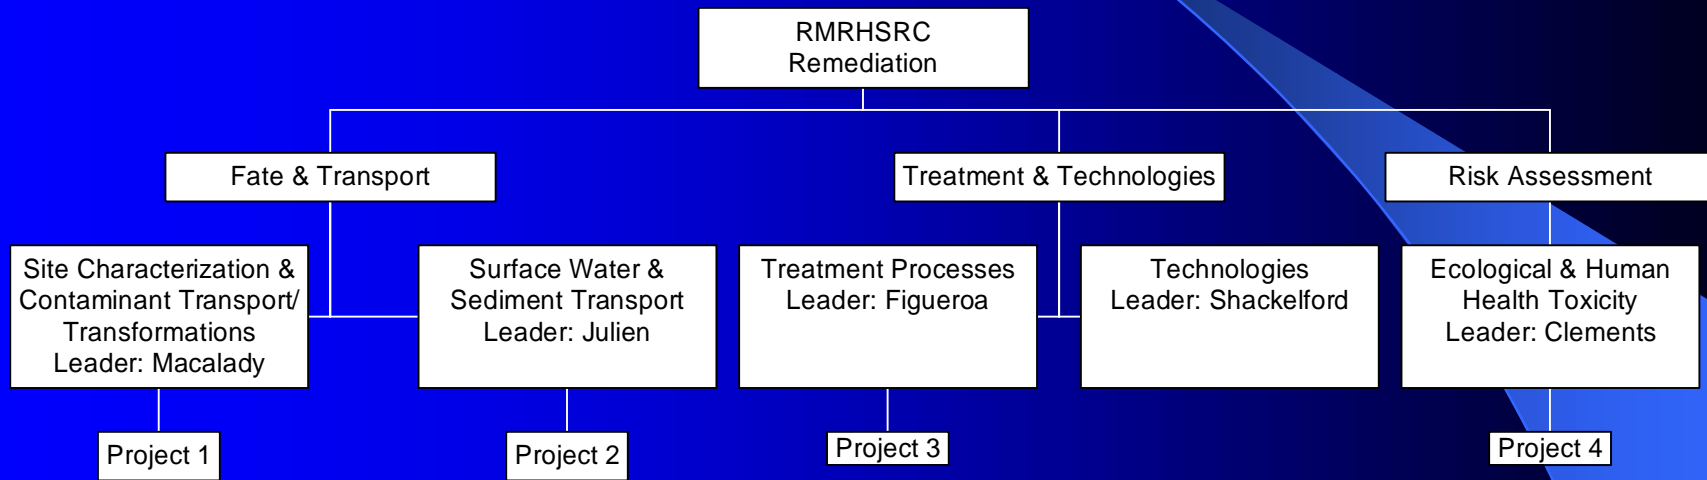 RMRHSRC
Remediation
Fate & Transport
Treatment & Technologies
Risk Assessment
Site Characterization &
Contaminant Transport/
Transformations
Leader: Macalady
Surface Water &
Sediment Transport
Leader: Julien
Treatment Processes
Leader: Figueroa
Technologies
Leader: Shackelford
Ecological & Human
Health Toxicity
Leader: Clements
Project 1
Project 2
Project 3
Project 4